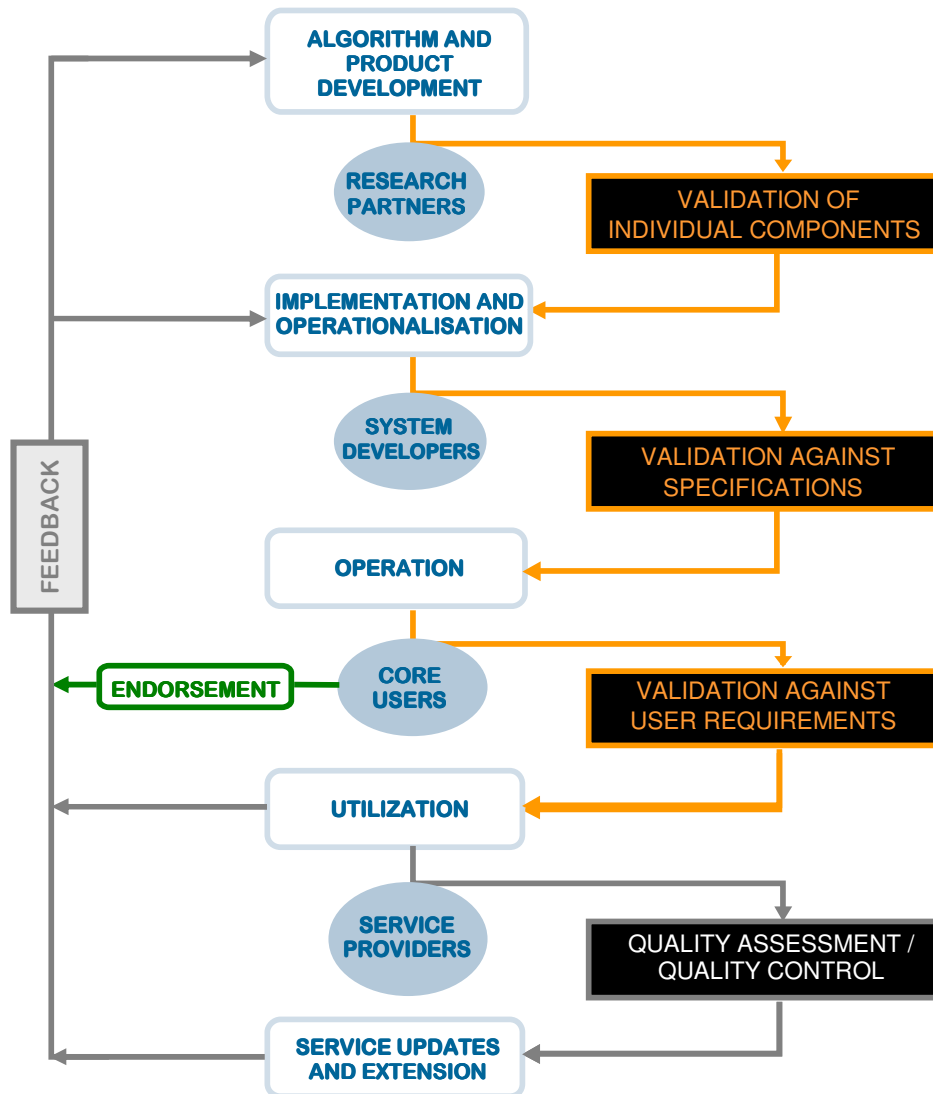 ALGORITHM AND
PRODUCT
DEVELOPMENT
RESEARCH
PARTNERS
VALIDATION OF
INDIVIDUAL COMPONENTS
IMPLEMENTATION AND
OPERATIONALISATION
SYSTEM
DEVELOPERS
VALIDATION AGAINST
SPECIFICATIONS
FEEDBACK
OPERATION
CORE
USERS
ENDORSEMENT
VALIDATION AGAINST
USER REQUIREMENTS
UTILIZATION
SERVICE
PROVIDERS
QUALITY ASSESSMENT /
QUALITY CONTROL
SERVICE UPDATES
AND EXTENSION